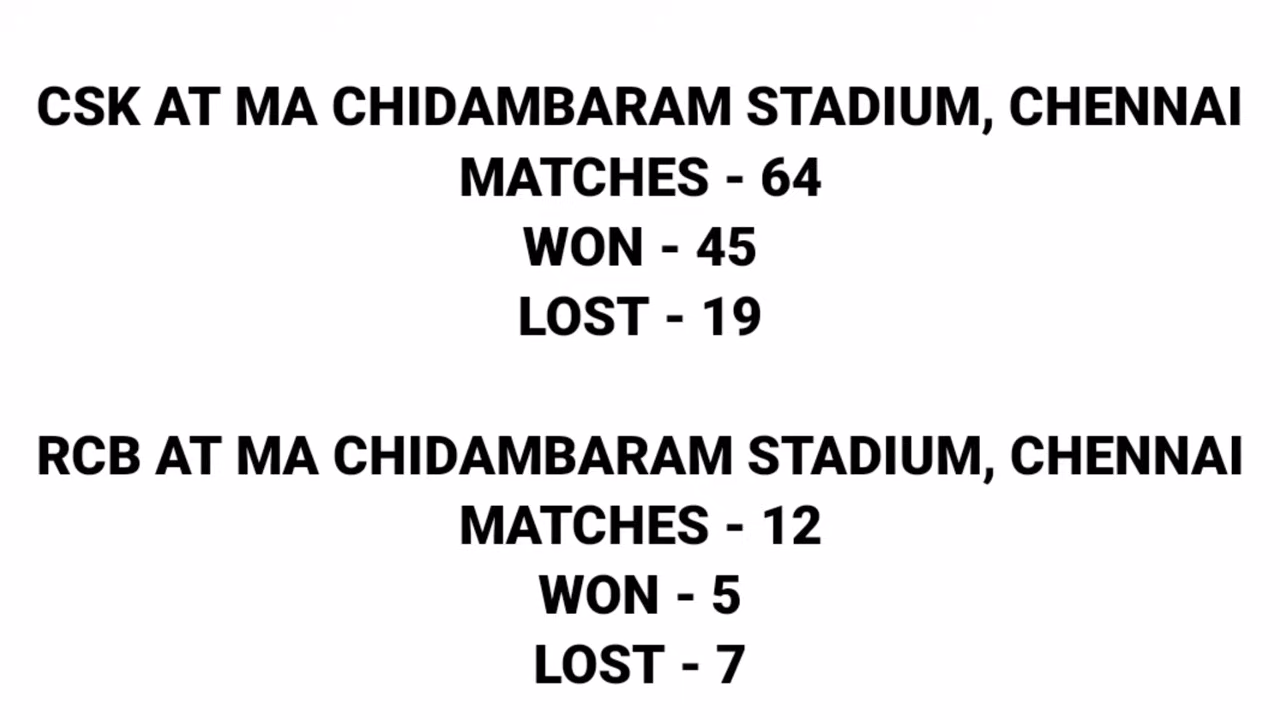 CSK AT MA CHIDAMBARAM STADIUM, CHENNAI
MATCHES - 64
WON - 45
LOST - 19
RCB AT MA CHIDAMBARAM STADIUM, CHENNAI
MATCHES - 12
WON - 5
LOST - 7